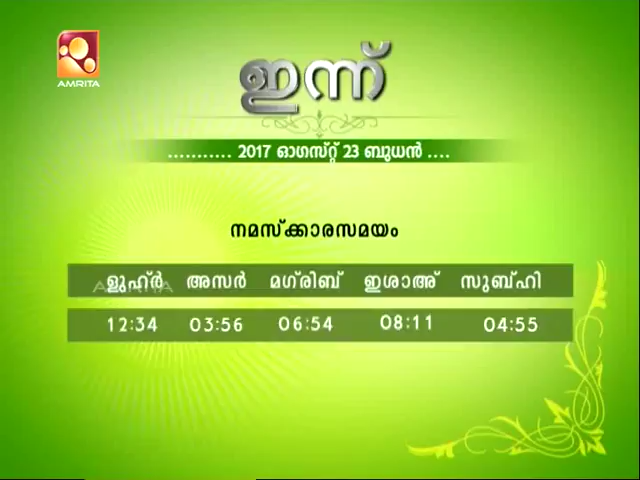 AMRITA
ഇന്ന്
........... 2017 ഓഗസ്റ്റ് 23 ബുധൻ ....
നമസ്ക്കാരസമയം
ളുഹ്ർ അസർ മഗ്‌രിബ് ഇശാഅ് സുബ്ഹി
AMRITA
12:34 03:56 06:54 08:11 04:55